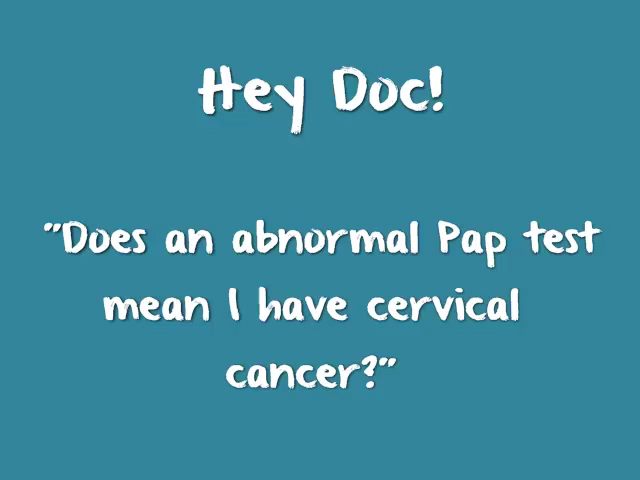 Hey Doc!
"Does an abnormal Pap test
mean I have cervical
cancer?"